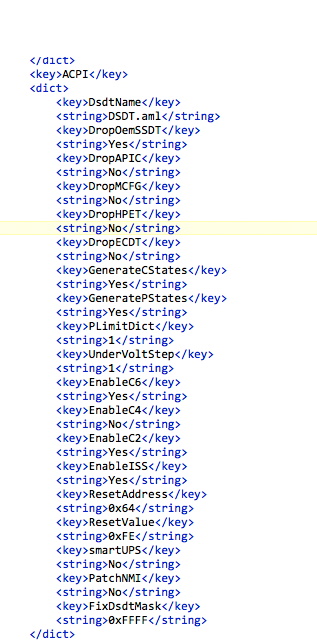 </dict>
<key>ACPI</key>
<dict>
<key>DsdtName</key>
<string>DSDT.aml</string>
<key>DropOemSSDT</key>
<string>Yes</string>
<key>DropAPIC</key>
<string>No</string>
<key>DropMCFG</key>
<string>No</string>
<key>DropHPET</key>
<string>No</string>
<key>DropECDT</key>
<string>No</string>
<key>GenerateCStates</key>
<string>Yes</string>
<key>GeneratePStates</key>
<string>Yes</string>
<key>PLimitDict</key>
<string>1</string>
<key>UnderVoltStep</key>
<string>1</string>
<key>EnableC6</key>
<string>Yes</string>
<key>EnableC4</key>
<string>No</string>
<key>EnableC2</key>
<string>Yes</string>
<key>EnableISS</key>
<string>Yes</string>
<key>ResetAddress</key>
<string>0x64</string>
<key>ResetValue</key>
<string>0xFE</string>
<key>smartUPS</key>
<string>No</string>
<key>PatchNMI</key>
<string>No</string>
<key>FixDsdtMask</key>
<string>0xFFFF</string>
</dict>